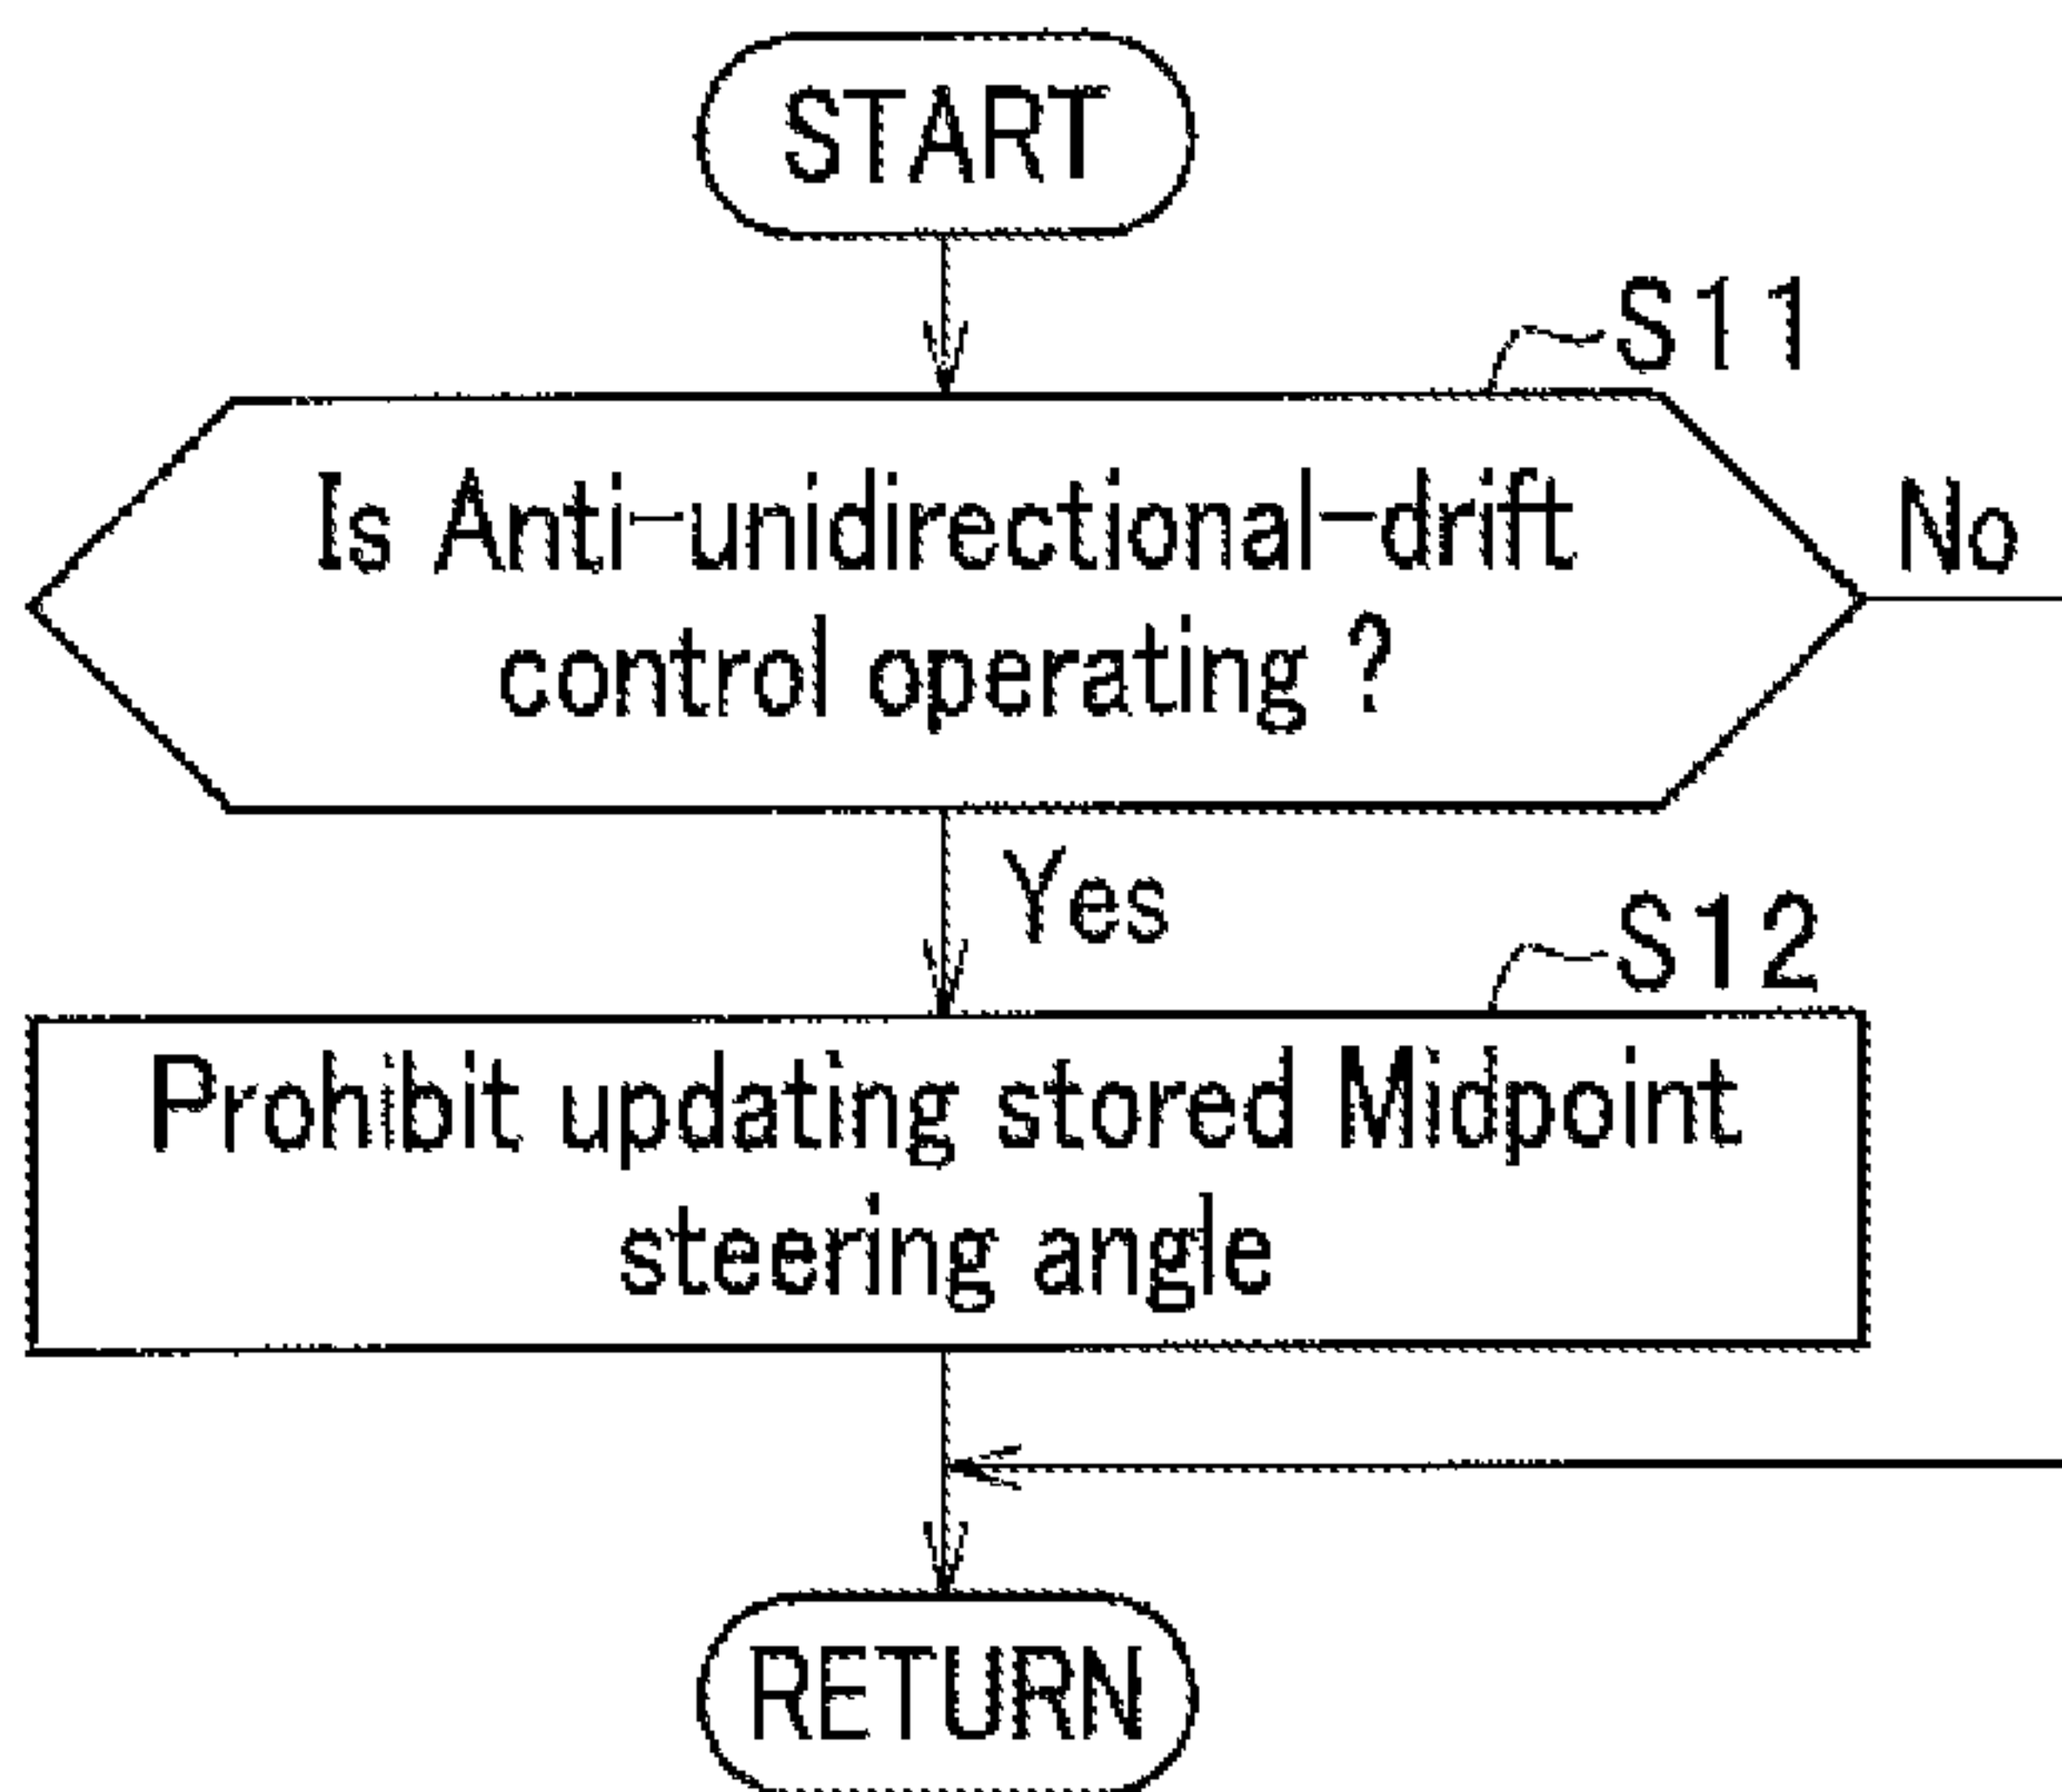 START
S11
Is Anti-unidirectional-drift
control operating ?
No
Yes
S12
Prohibit updating stored Midpoint
steering angle
RETURN